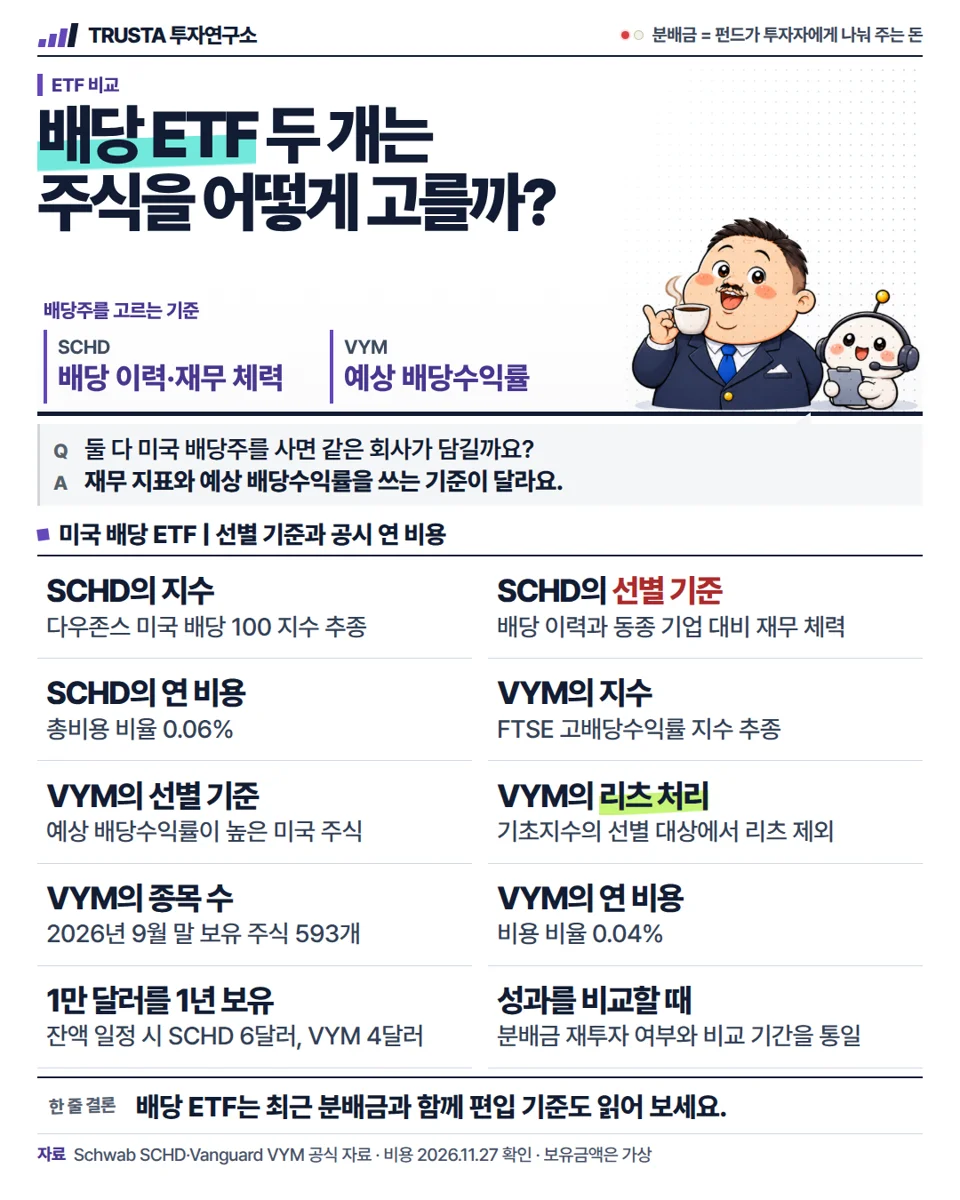 TRUSTA 투자연구소
분배금 = 펀드가 투자자에게 나눠 주는 돈
ETF 비교
배당 ETF 두 개는
주식을 어떻게 고를까?
배당주를 고르는 기준
SCHD
배당 이력·재무 체력
VYM
예상 배당수익률
Q 둘 다 미국 배당주를 사면 같은 회사가 담길까요?
A 재무 지표와 예상 배당수익률을 쓰는 기준이 달라요.
미국 배당 ETF | 선별 기준과 공시 연 비용
SCHD의 지수
다우존스 미국 배당 100 지수 추종
SCHD의 선별 기준
배당 이력과 동종 기업 대비 재무 체력
SCHD의 연 비용
총비용 비율 0.06%
VYM의 지수
FTSE 고배당수익률 지수 추종
VYM의 선별 기준
예상 배당수익률이 높은 미국 주식
VYM의 리츠 처리
기초지수의 선별 대상에서 리츠 제외
VYM의 종목 수
2026년 9월 말 보유 주식 593개
VYM의 연 비용
비용 비율 0.04%
1만 달러를 1년 보유
잔액 일정 시 SCHD 6달러, VYM 4달러
성과를 비교할 때
분배금 재투자 여부와 비교 기간을 통일
한 줄 결론 배당 ETF는 최근 분배금과 함께 편입 기준도 읽어 보세요.
자료 Schwab SCHD·Vanguard VYM 공식 자료 · 비용 2026.11.27 확인 · 보유금액은 가상